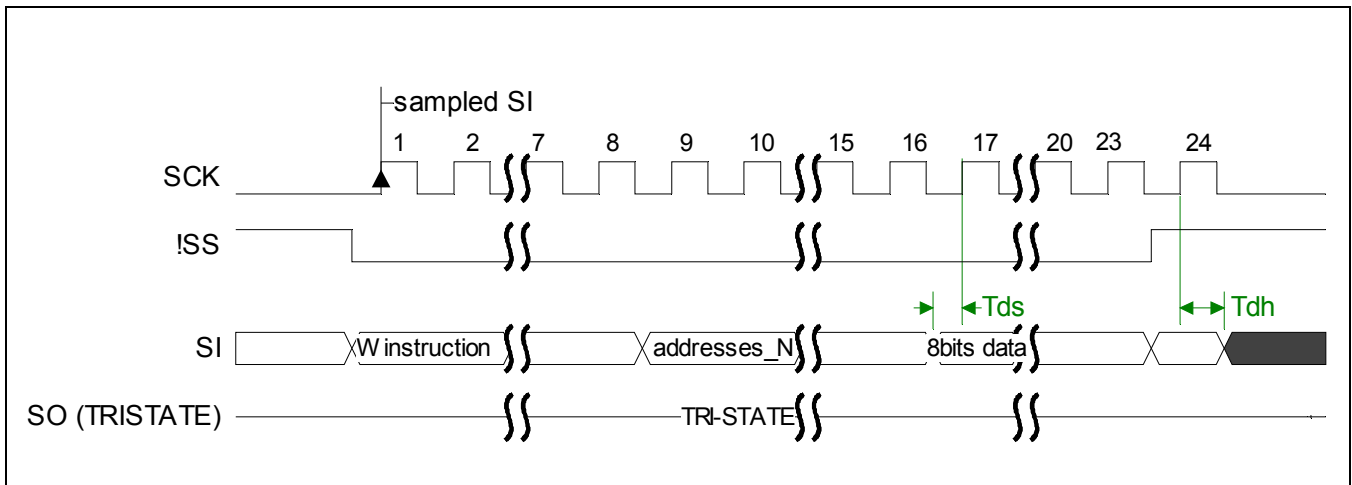 sampled SI
1 2 7 8 9 10 15 16 17 20 23 24
SCK
!SS
Tds Tdh
SI W instruction addresses_N 8bits data
SO (TRISTATE) TRI-STATE